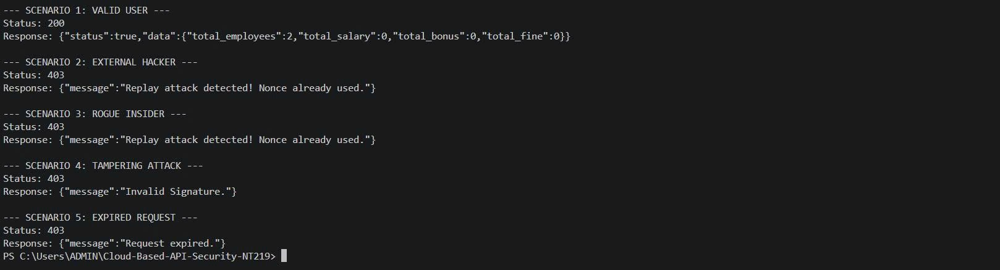 --- SCENARIO 1: VALID USER ---
Status: 200
Response: {"status":true,"data":{"total_employees":2,"total_salary":0,"total_bonus":0,"total_fine":0}}
--- SCENARIO 2: EXTERNAL HACKER ---
Status: 403
Response: {"message":"Replay attack detected! Nonce already used."}
--- SCENARIO 3: ROGUE INSIDER ---
Status: 403
Response: {"message":"Replay attack detected! Nonce already used."}
--- SCENARIO 4: TAMPERING ATTACK ---
Status: 403
Response: {"message":"Invalid Signature."}
--- SCENARIO 5: EXPIRED REQUEST ---
Status: 403
Response: {"message":"Request expired."}
PS C:\Users\ADMIN\Cloud-Based-API-Security-NT219>